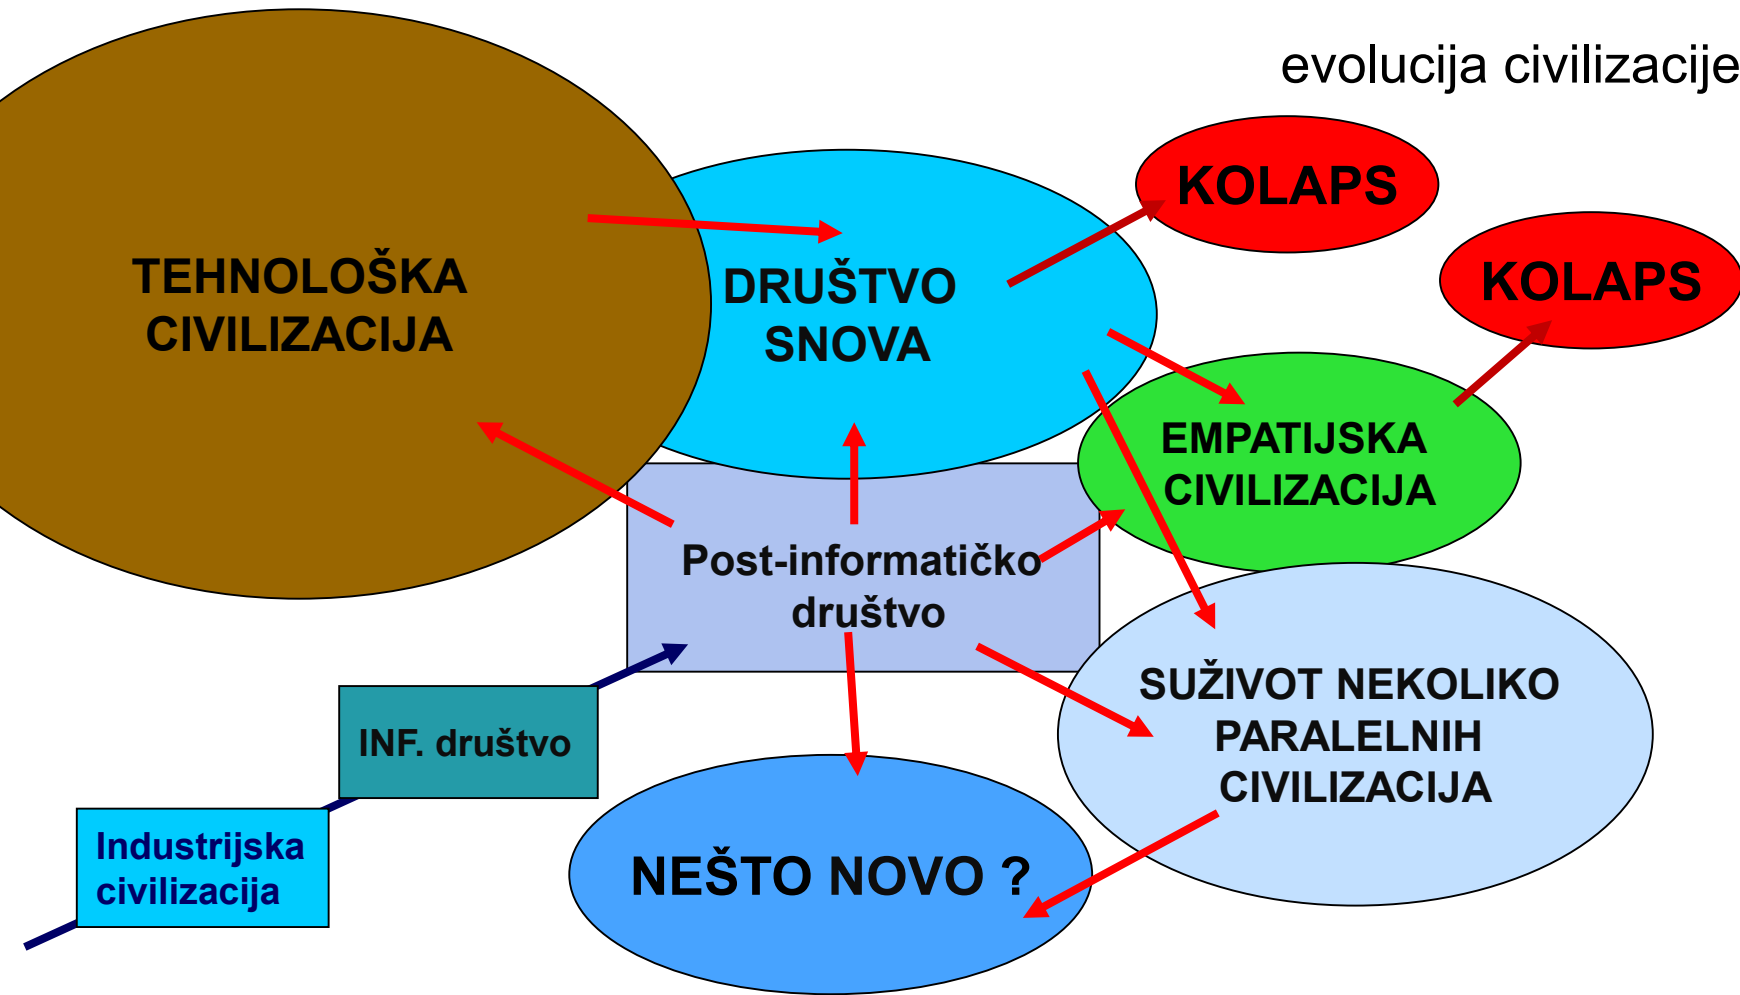 evolucija civilizacije
KOLAPS
KOLAPS
TEHNOLOŠKA
CIVILIZACIJA
DRUŠTVO
SNOVA
EMPATIJSKA
CIVILIZACIJA
Post-informatičko
društvo
SUŽIVOT NEKOLIKO
PARALELNIH
CIVILIZACIJA
INF. društvo
Industrijska
civilizacija
NEŠTO NOVO ?